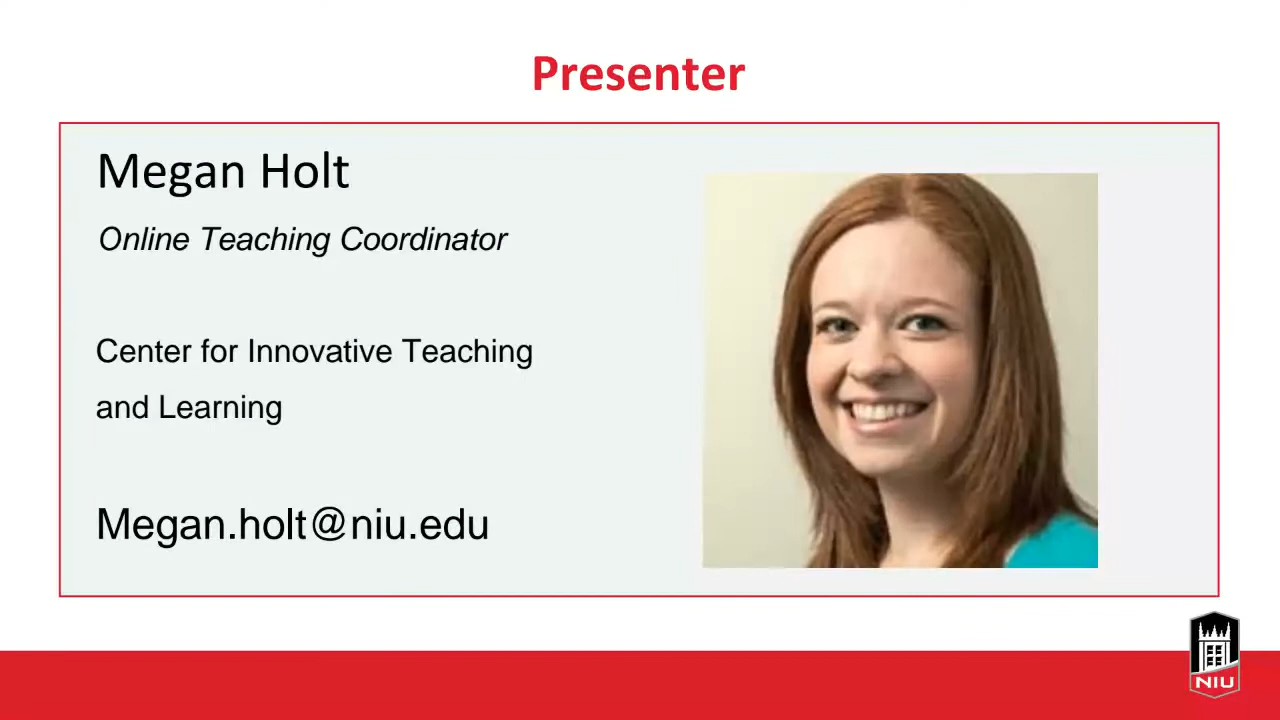 Presenter
Megan Holt
Online Teaching Coordinator
Center for Innovative Teaching
and Learning
Megan.holt@niu.edu
NIU